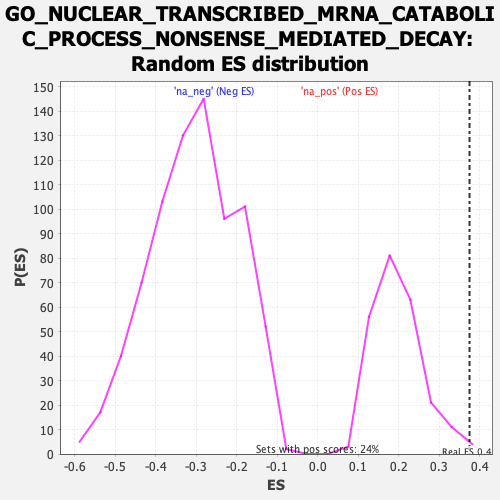 GO_NUCLEAR_TRANSCRIBED_MRNA_CATABOLI
C_PROCESS_NONSENSE_MEDIATED_DECAY:
Random ES distribution
'na_neg' (Neg ES) 'na_pos' (Pos ES)
150
140
130
120
110
100
90
80
70
60
50
40
30
20
10
0
P(ES)
Sets with pos scores: 24%
Real ES 0.4
-0.6 -0.5 -0.4 -0.3 -0.2 -0.1 0.0 0.1 0.2 0.3 0.4
ES